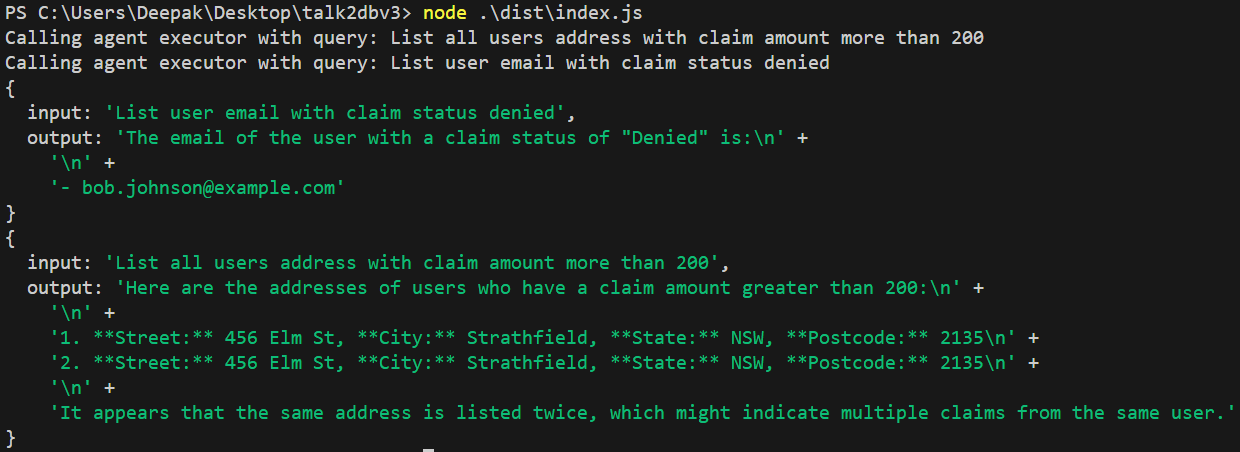 PS C:\Users\Deepak\Desktop\talk2dbv3> node .\dist\index.js
Calling agent executor with query: List all users address with claim amount more than 200
Calling agent executor with query: List user email with claim status denied
{
  input: 'List user email with claim status denied',
  output: 'The email of the user with a claim status of "Denied" is:\n' +
    '\n' +
    '- bob.johnson@example.com'
}
{
  input: 'List all users address with claim amount more than 200',
  output: 'Here are the addresses of users who have a claim amount greater than 200:\n' +
    '\n' +
    '1. **Street:** 456 Elm St, **City:** Strathfield, **State:** NSW, **Postcode:** 2135\n' +
    '2. **Street:** 456 Elm St, **City:** Strathfield, **State:** NSW, **Postcode:** 2135\n' +
    '\n' +
    'It appears that the same address is listed twice, which might indicate multiple claims from the same user.'
}